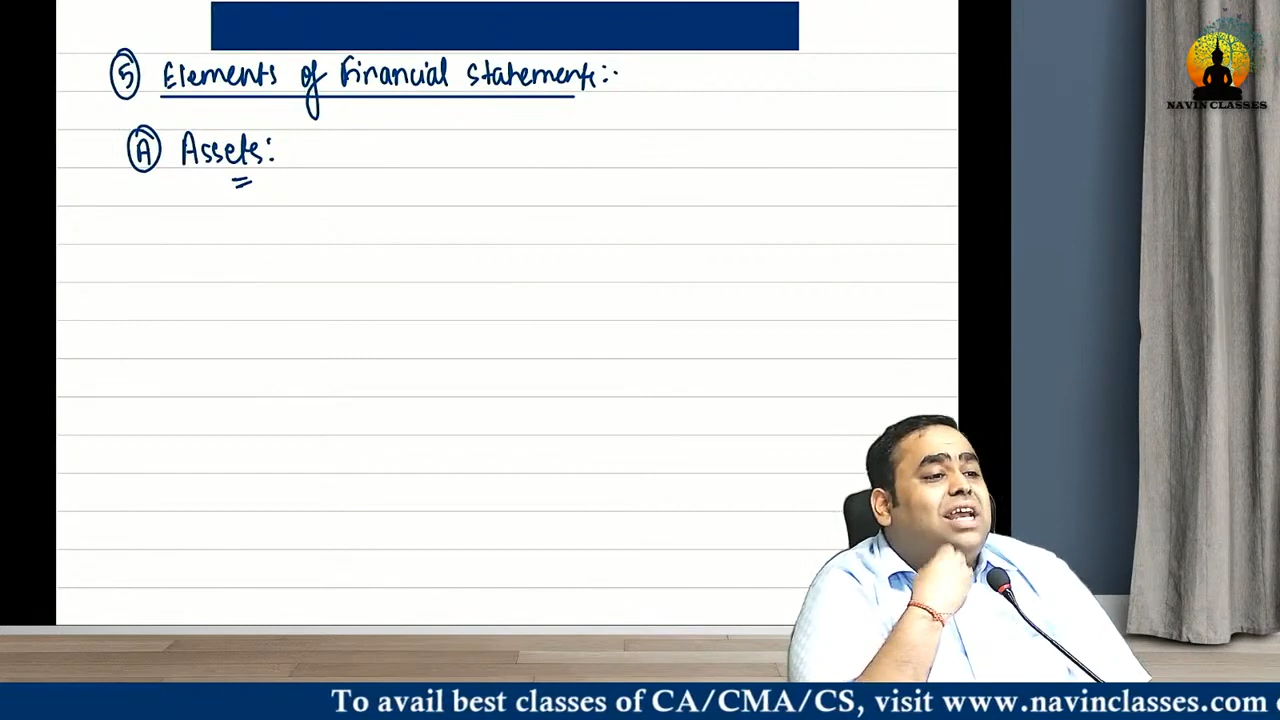 NAVIN CLASSES
5 Elements of Financial Statements:-
A Assets:
To avail best classes of CA/CMA/CS, visit www.navinclasses.com